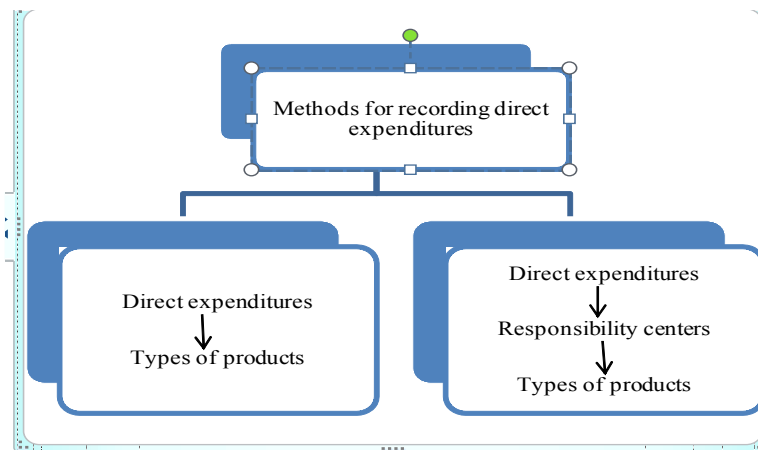 Methods for recording direct
expenditures
Direct expenditures
Types of products
Direct expenditures
Responsibility centers
Types of products